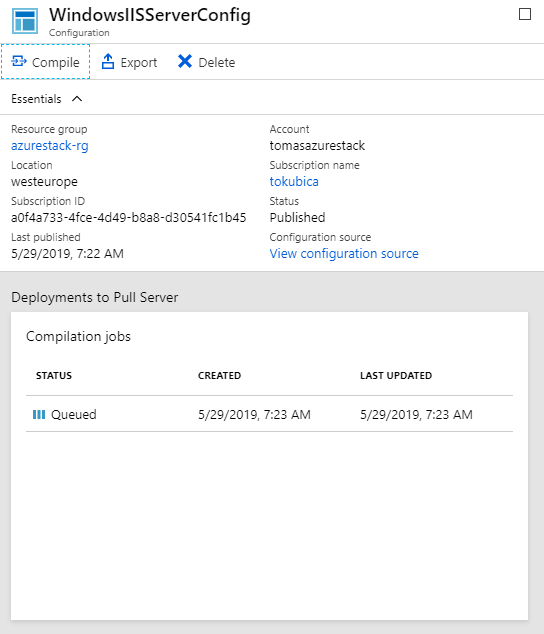 WindowsIISServerConfig
Configuration
Compile Export Delete
Essentials
Resource group Account
azurestack-rg tomasazurestack
Location Subscription name
westeurope tokubica
Subscription ID Status
a0f4a733-4fce-4d49-b8a8-d30541fc1b45 Published
Last published Configuration source
5/29/2019, 7:22 AM View configuration source
Deployments to Pull Server
Compilation jobs
STATUS CREATED LAST UPDATED
Queued 5/29/2019, 7:23 AM 5/29/2019, 7:23 AM